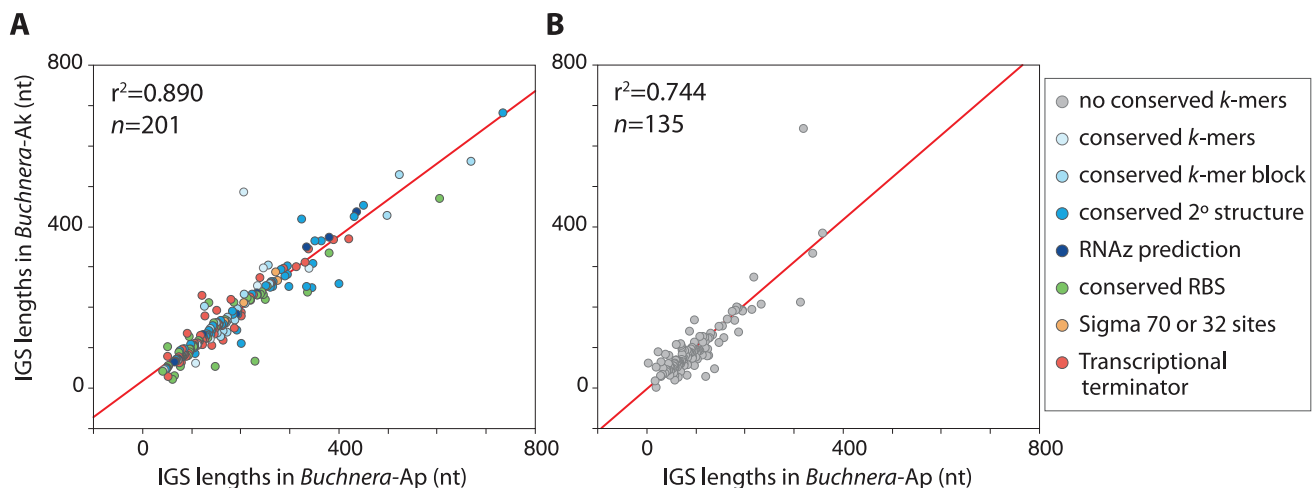 A
800
400
0
r²=0.890
n=201
IGS lengths in Buchnera-Ak (nt)
0
400
800
IGS lengths in Buchnera-Ap (nt)
B
800
400
0
r²=0.744
n=135
0
400
800
IGS lengths in Buchnera-Ap (nt)
no conserved k-mers
conserved k-mers
conserved k-mer block
conserved 2º structure
RNAz prediction
conserved RBS
Sigma 70 or 32 sites
Transcriptional
terminator